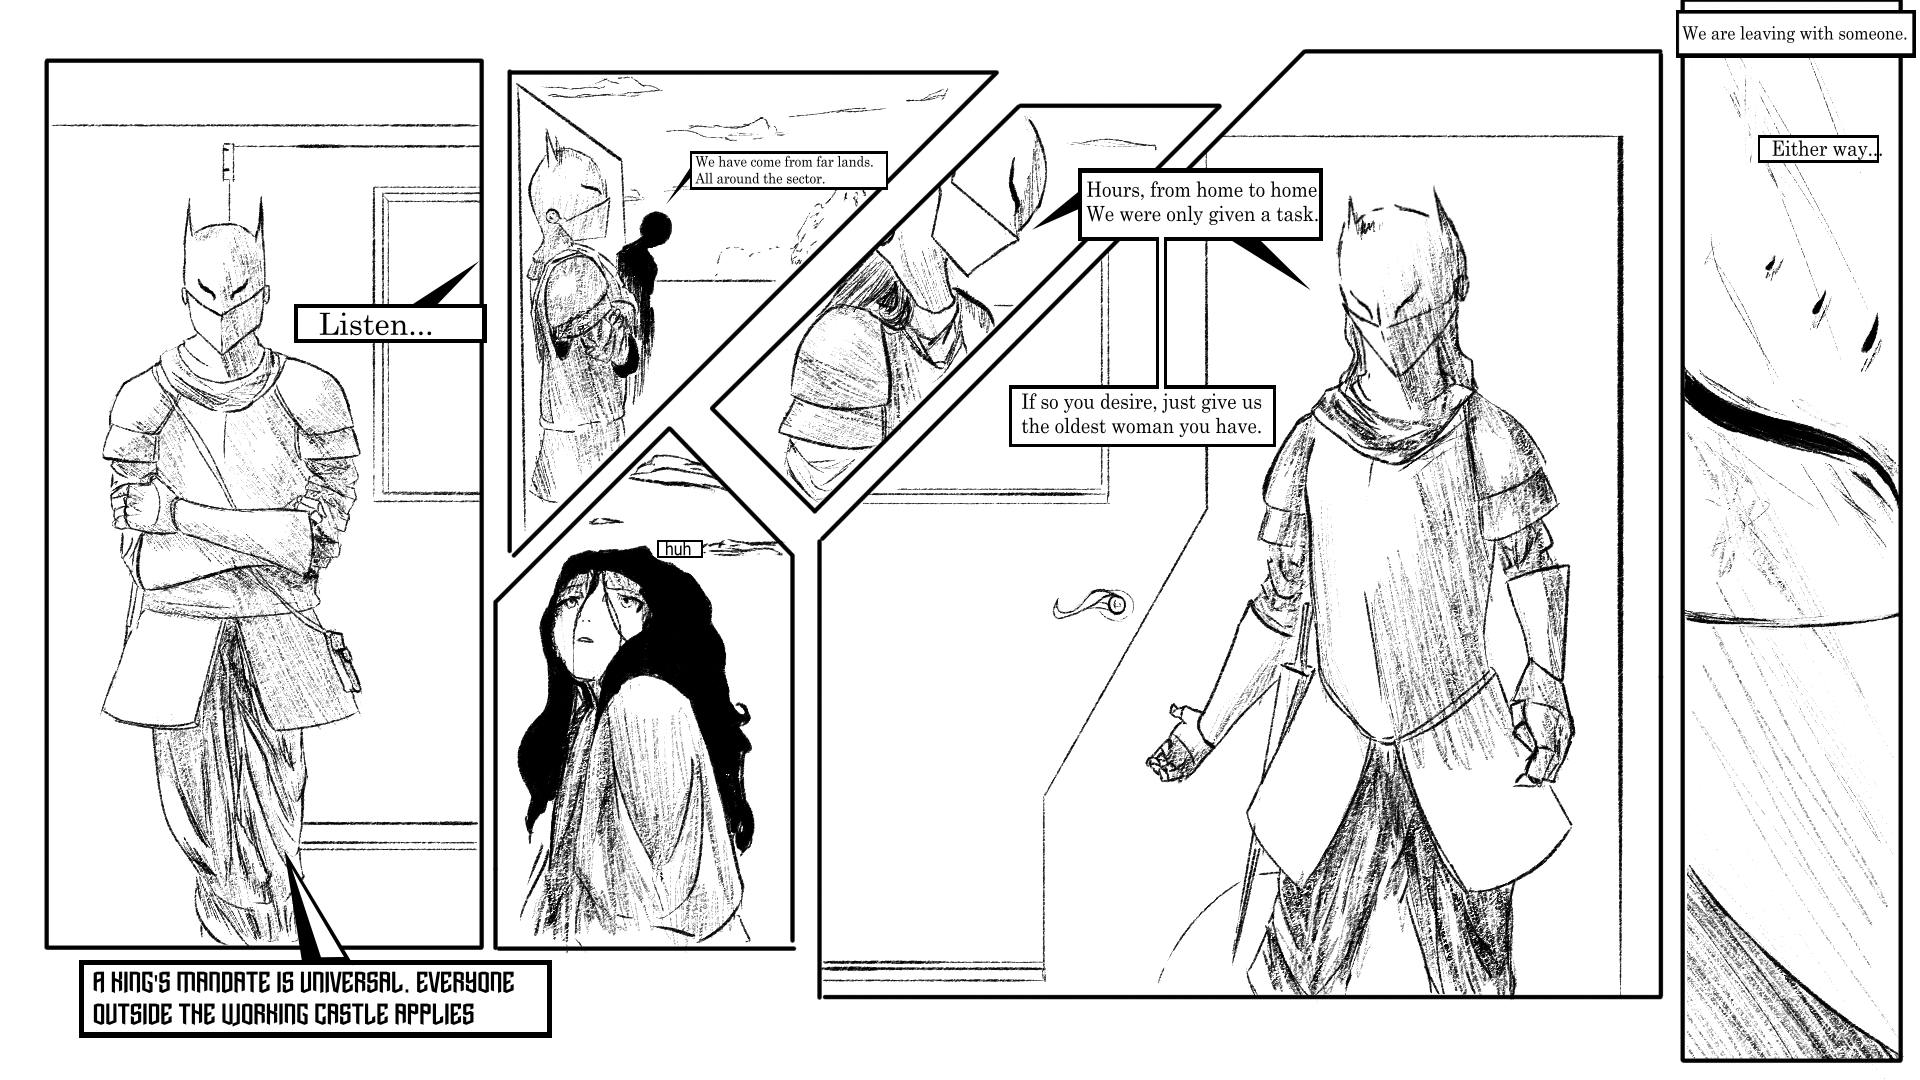 Listen...
A KING'S MANDATE IS UNIVERSAL. EVERYONE
OUTSIDE THE WORKING CASTLE APPLIES
We have come from far lands.
All around the sector.
huh
Hours, from home to home
We were only given a task.
If so you desire, just give us
the oldest woman you have.
We are leaving with someone.
Either way...